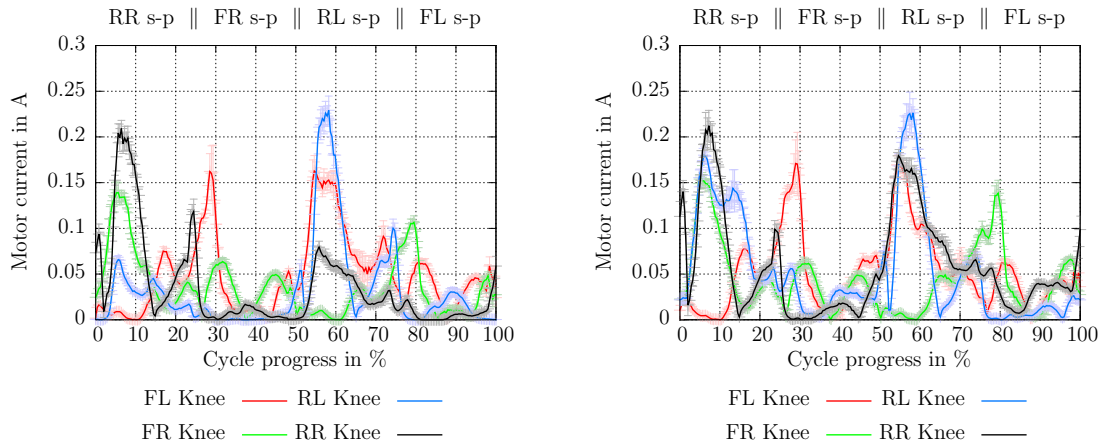 RR s-p ∥ FR s-p ∥ RL s-p ∥ FL s-p
0.3
0.25
0.2
0.15
0.1
0.05
0
Motor current in A
0 10 20 30 40 50 60 70 80 90 100
Cycle progress in %
FL Knee RL Knee
FR Knee RR Knee
RR s-p ∥ FR s-p ∥ RL s-p ∥ FL s-p
0.3
0.25
0.2
0.15
0.1
0.05
0
Motor current in A
0 10 20 30 40 50 60 70 80 90 100
Cycle progress in %
FL Knee RL Knee
FR Knee RR Knee